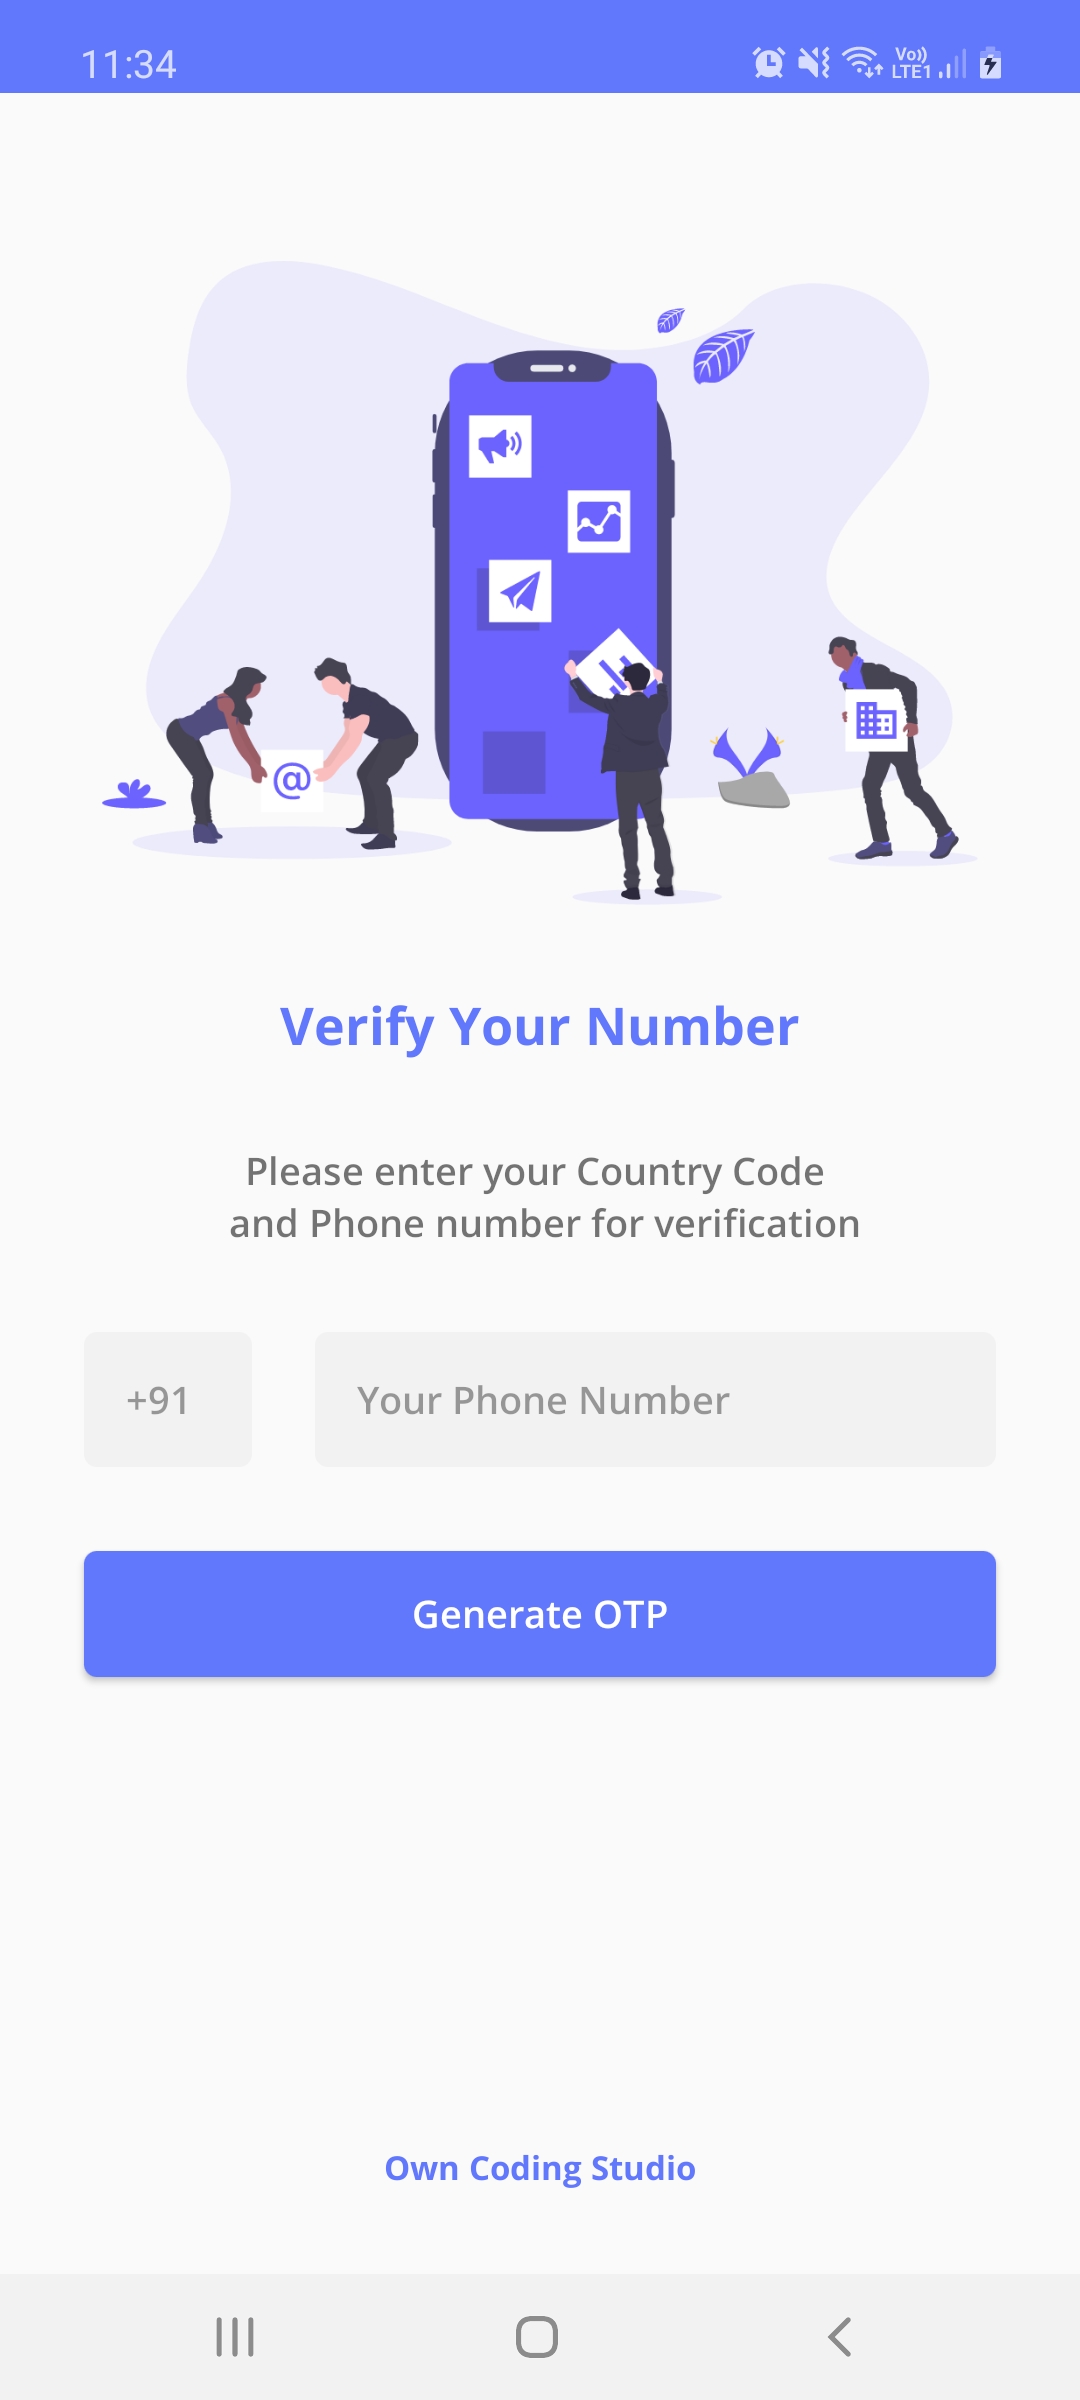 11:34
Vo))
LTE1
@
Verify Your Number
Please enter your Country Code
and Phone number for verification
+91
Your Phone Number
Generate OTP
Own Coding Studio